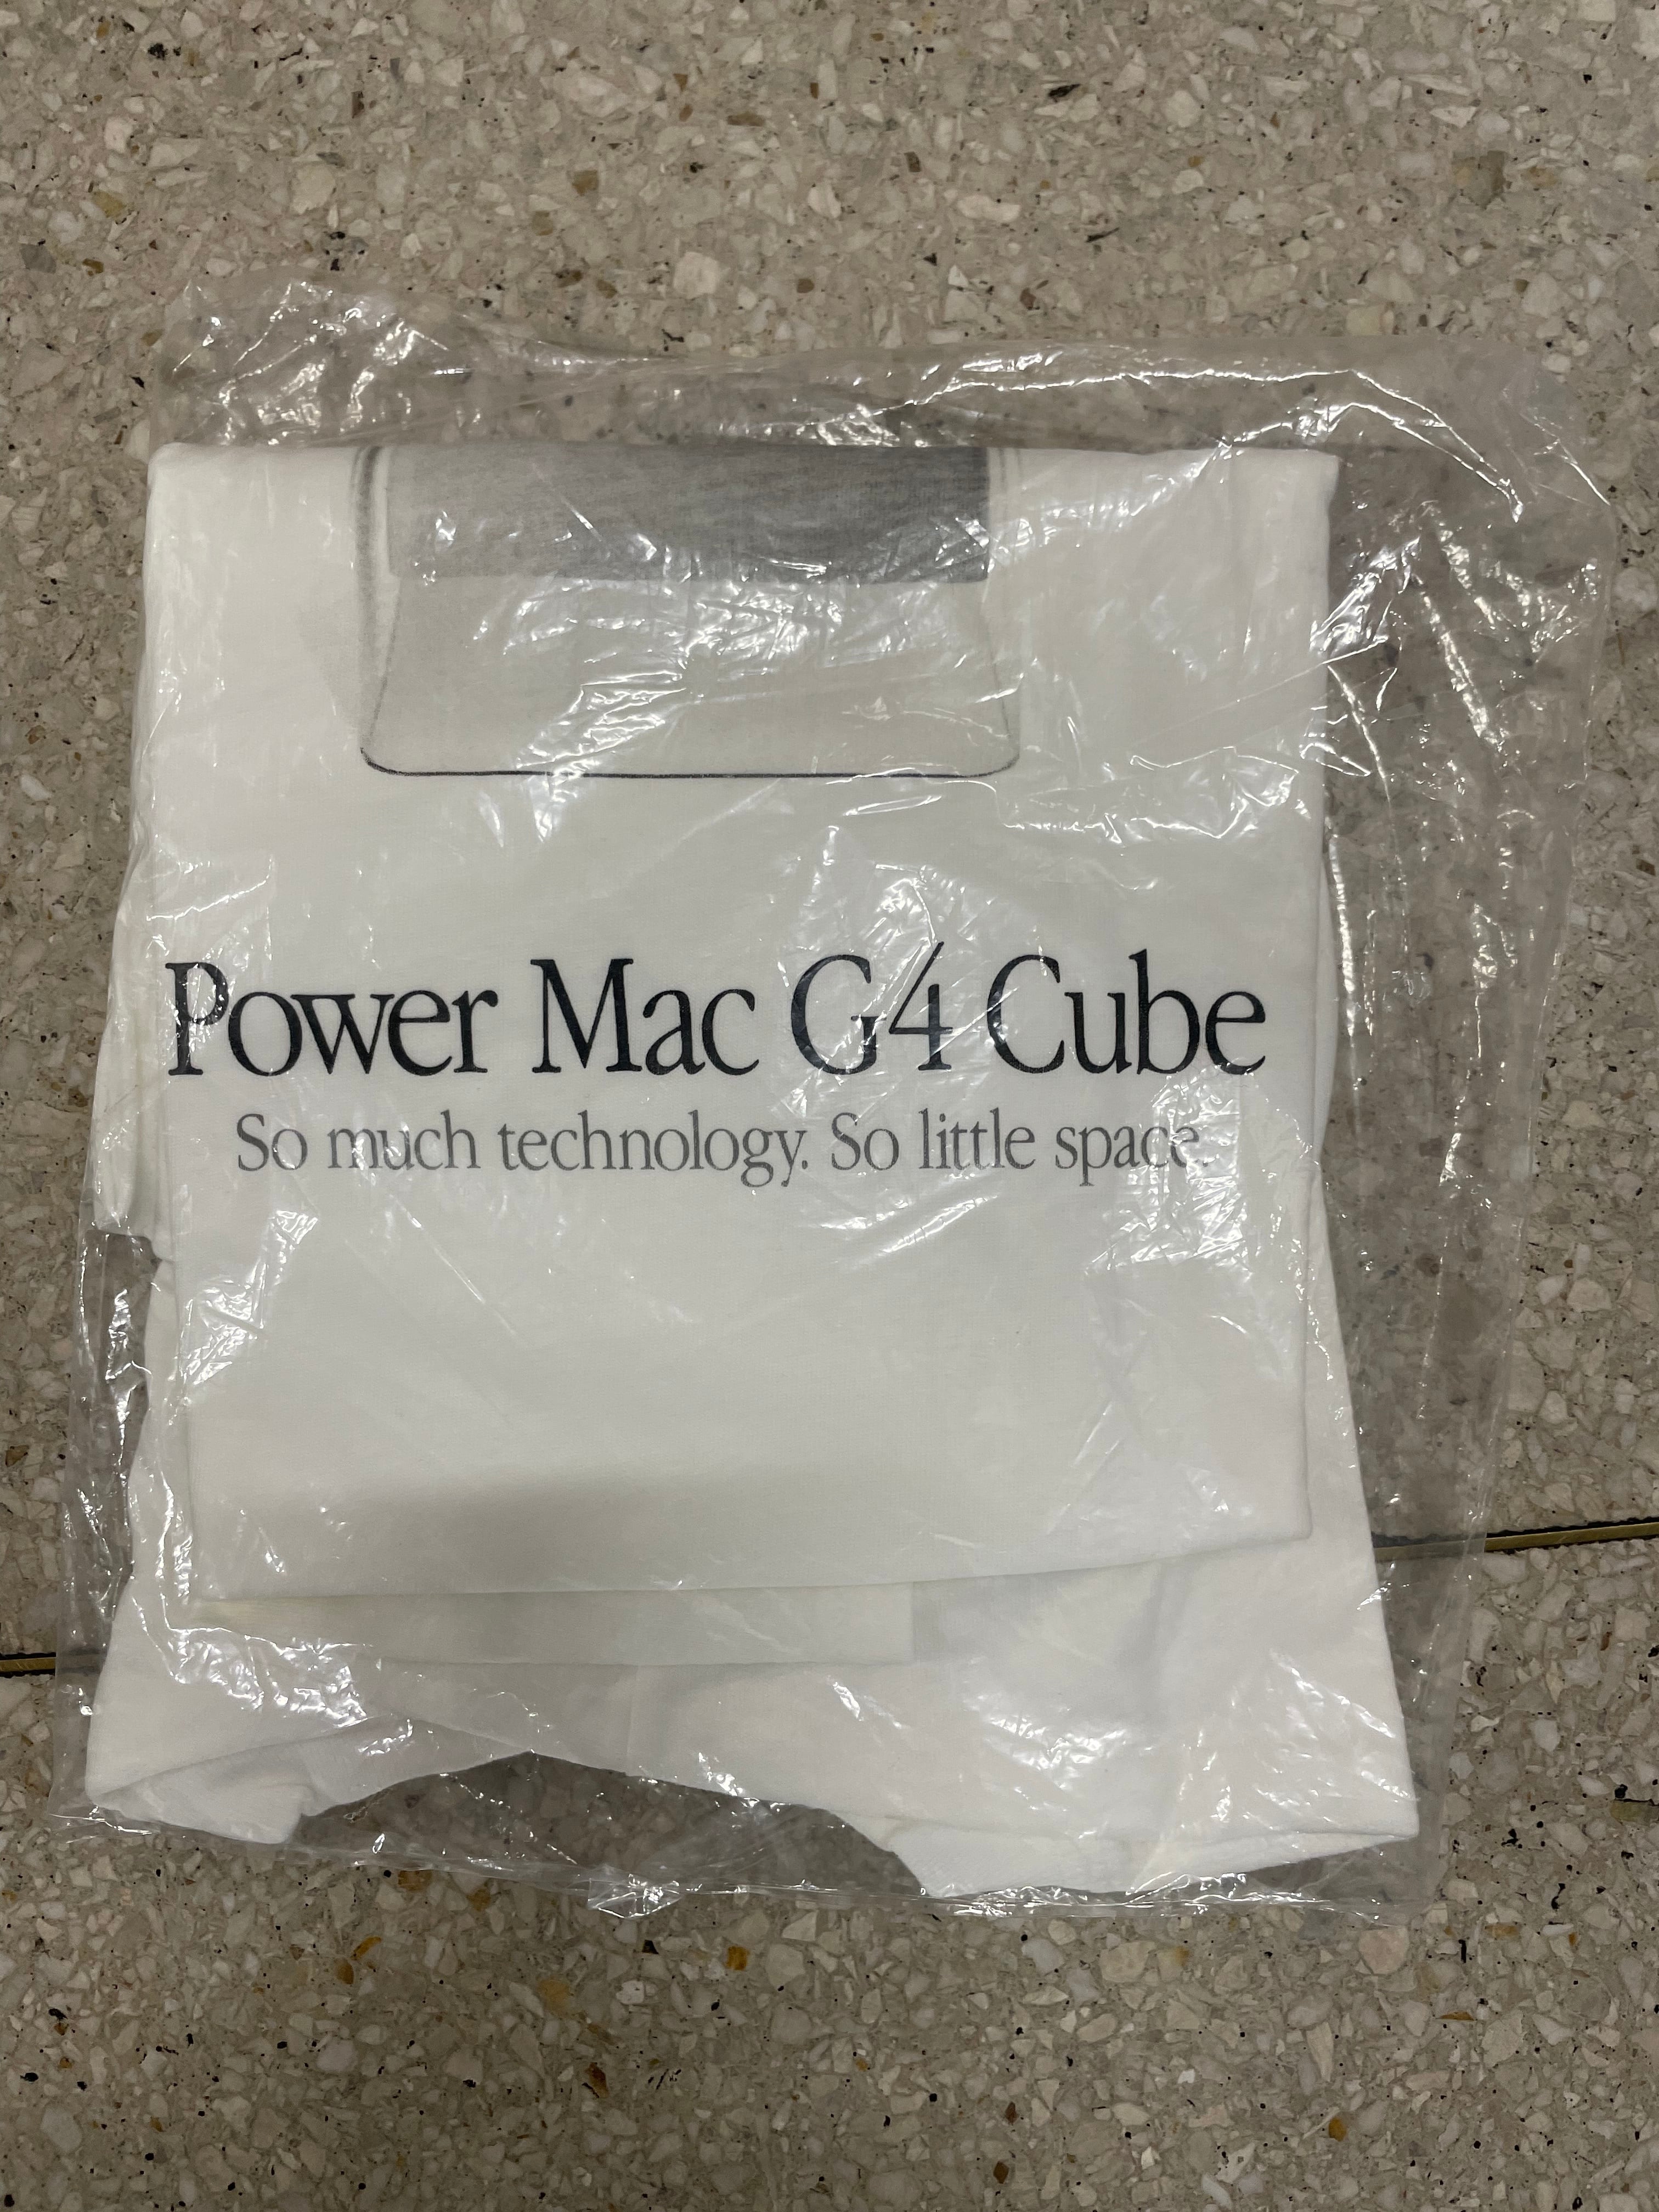 Power Mac G4 Cube
So much technology. So little space.